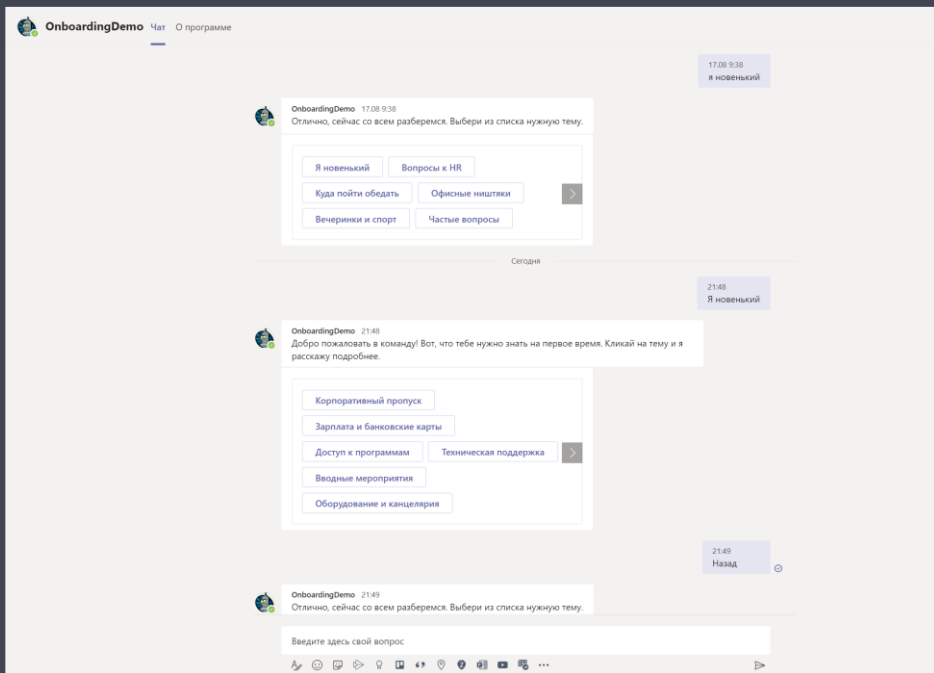 OnboardingDemo Чат О программе
17.08 9:38
я новенький
OnboardingDemo 17.08 9:38
Отлично, сейчас со всем разберемся. Выбери из списка нужную тему.
Я новенький Вопросы к HR
Куда пойти обедать Офисные ништяки
Вечеринки и спорт Частые вопросы
Сегодня
21:48
Я новенький
OnboardingDemo 21:48
Добро пожаловать в команду! Вот, что тебе нужно знать на первое время. Кликай на тему и я
расскажу подробнее.
Корпоративный пропуск
Зарплата и банковские карты
Доступ к программам Техническая поддержка
Вводные мероприятия
Оборудование и канцелярия
21:49
Назад
OnboardingDemo 21:49
Отлично, сейчас со всем разберемся. Выбери из списка нужную тему.
Введите здесь свой вопрос